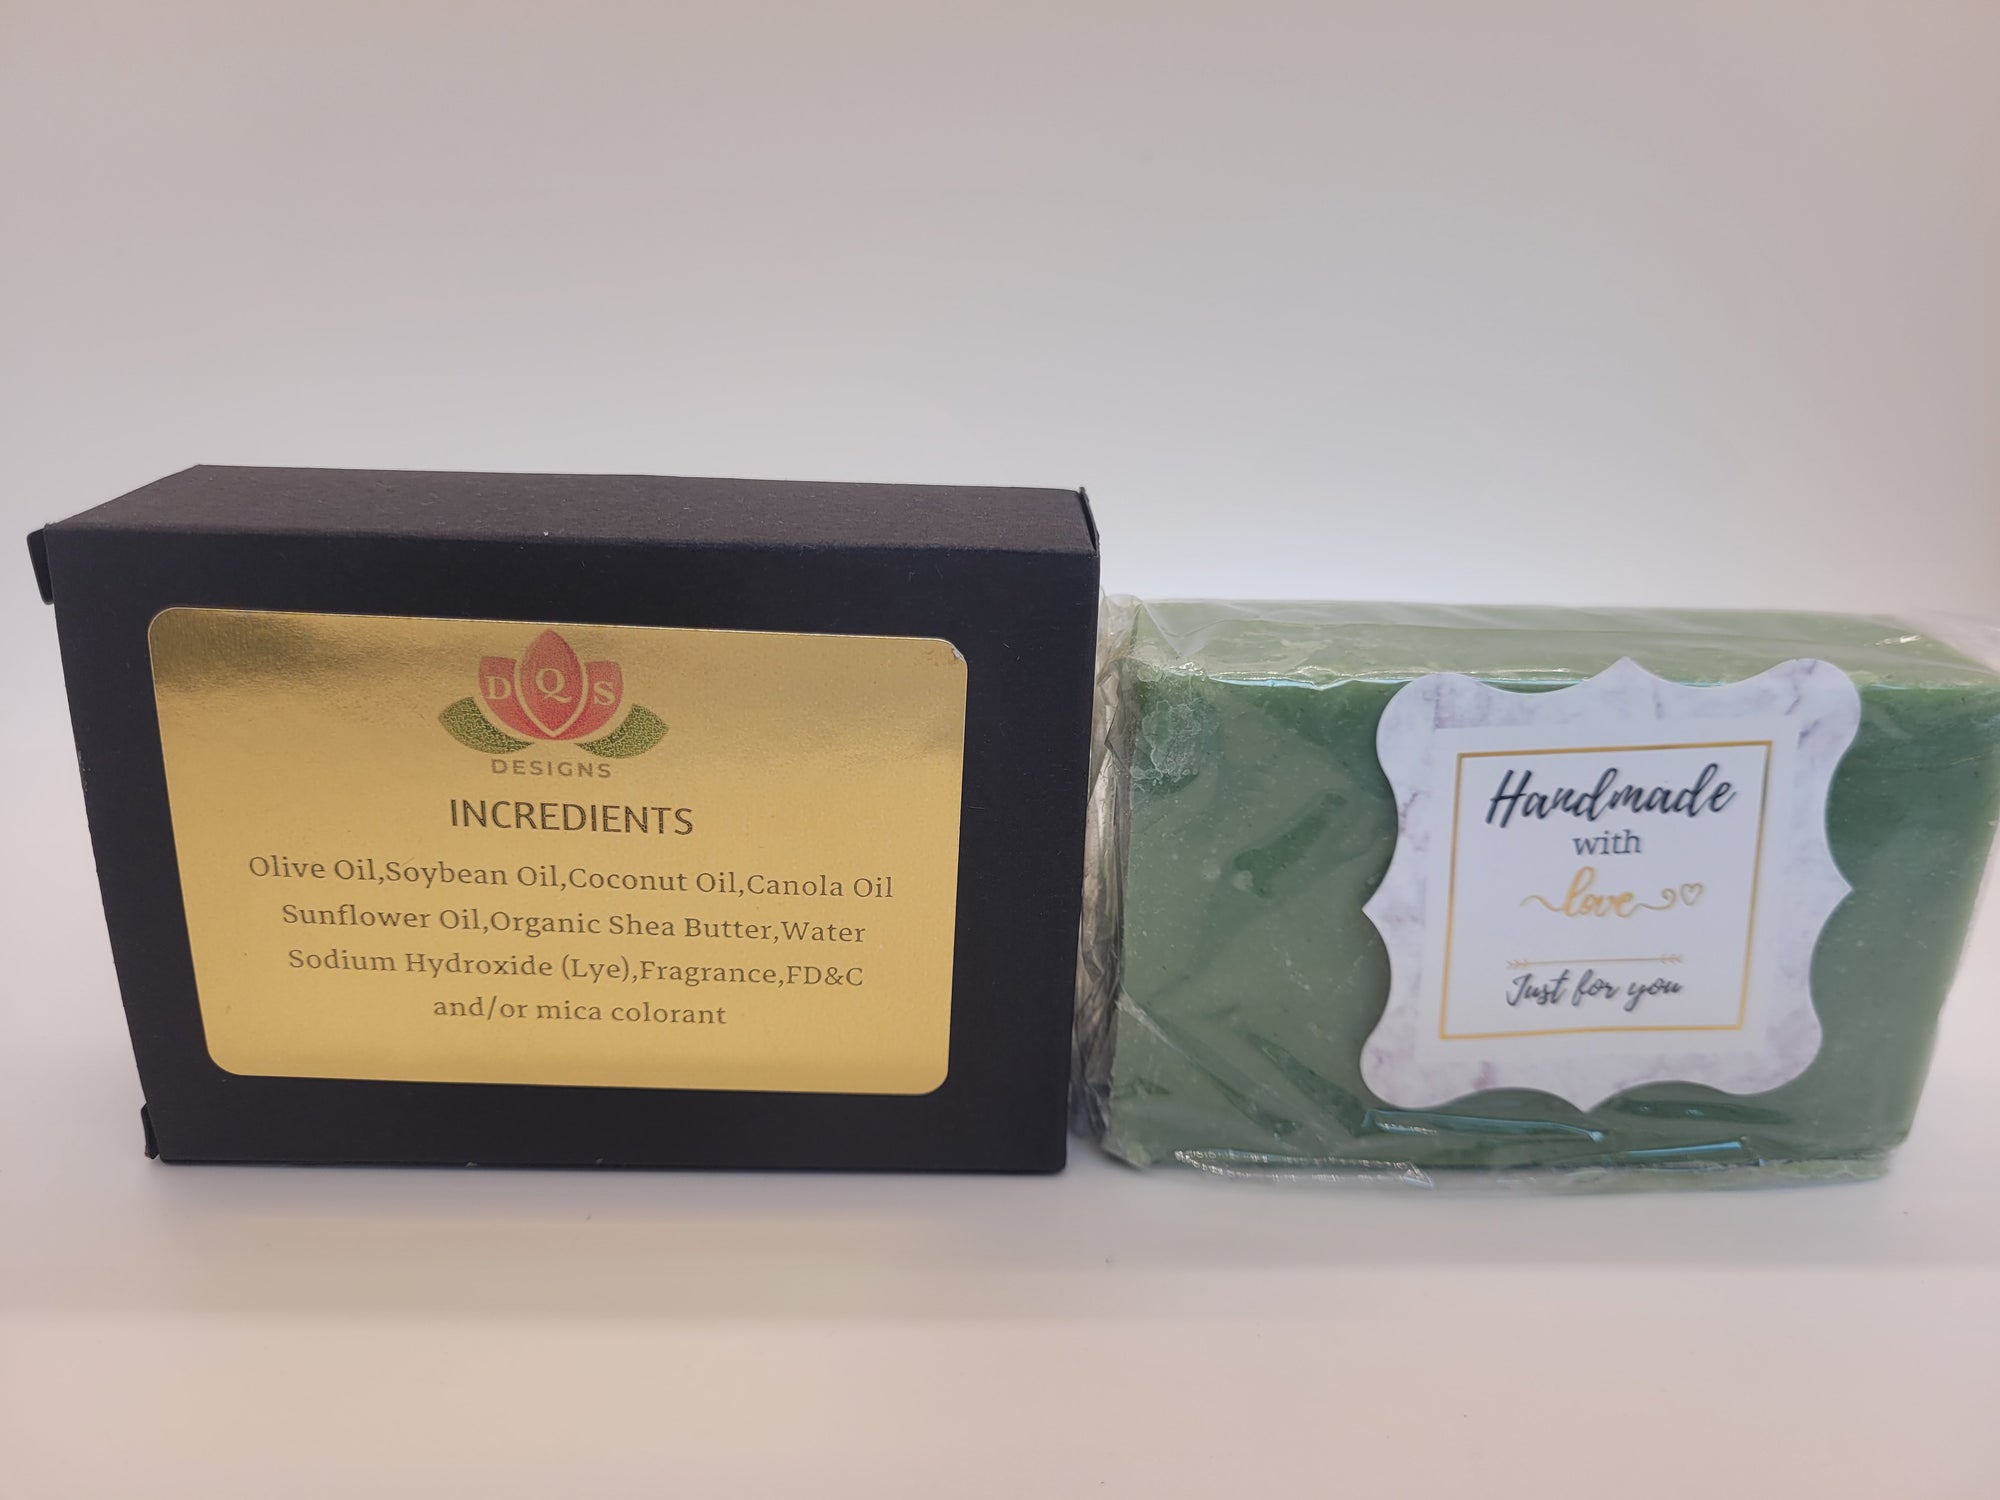 D Q S
DESIGNS
INCREDIENTS
Olive Oil,Soybean Oil,Coconut Oil,Canola Oil
Sunflower Oil,Organic Shea Butter,Water
Sodium Hydroxide (Lye),Fragrance,FD&C
and/or mica colorant
Handmade
with
love
Just for you